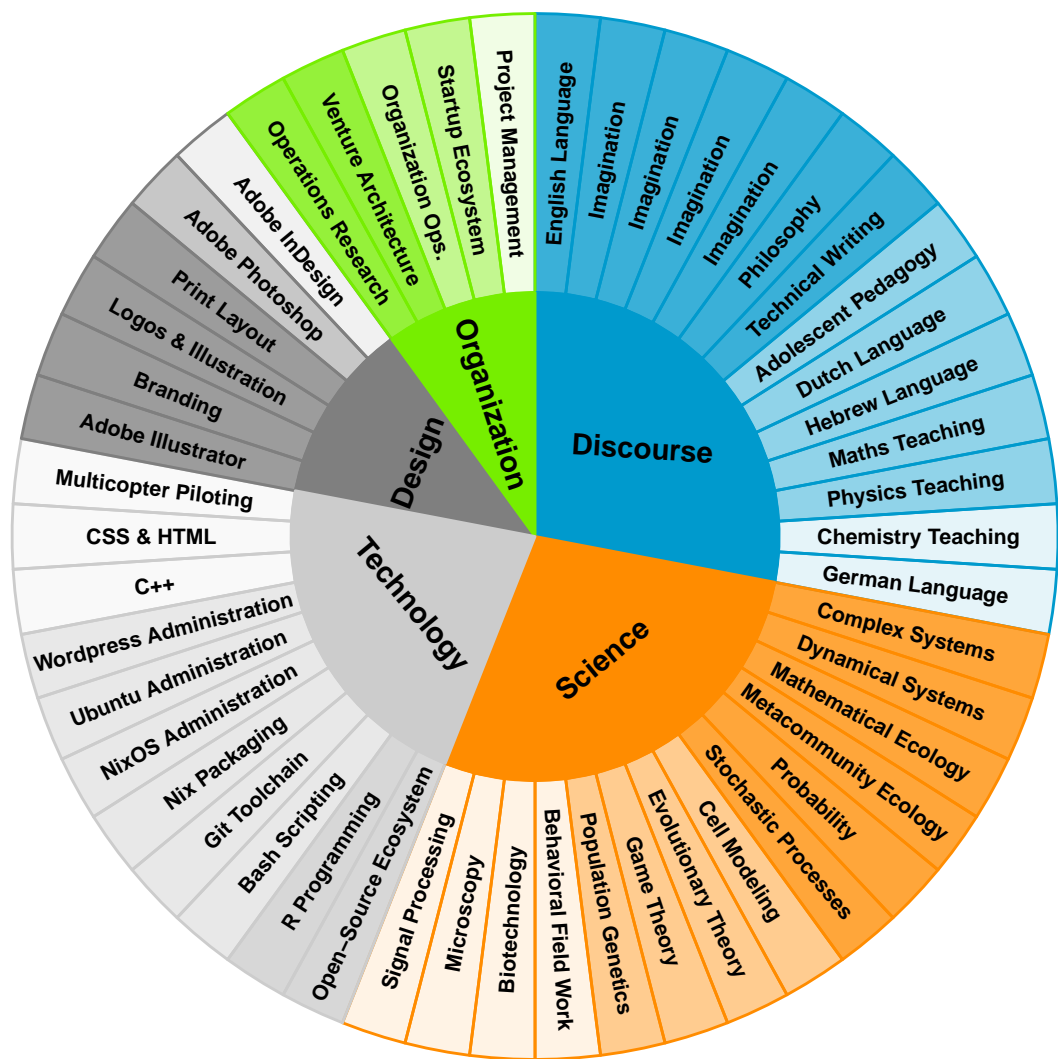 Discourse
Science
Technology
Design
Organization
English Language
Imagination
Imagination
Imagination
Imagination
Philosophy
Technical Writing
Adolescent Pedagogy
Dutch Language
Hebrew Language
Maths Teaching
Physics Teaching
Chemistry Teaching
German Language
Complex Systems
Dynamical Systems
Mathematical Ecology
Metacommunity Ecology
Probability
Stochastic Processes
Cell Modeling
Evolutionary Theory
Game Theory
Population Genetics
Behavioral Field Work
Biotechnology
Microscopy
Signal Processing
Open−Source Ecosystem
R Programming
Bash Scripting
Git Toolchain
Nix Packaging
NixOS Administration
Ubuntu Administration
Wordpress Administration
C++
CSS & HTML
Multicopter Piloting
Adobe Illustrator
Branding
Logos & Illustration
Print Layout
Adobe Photoshop
Adobe InDesign
Operations Research
Venture Architecture
Organization Ops.
Startup Ecosystem
Project Management